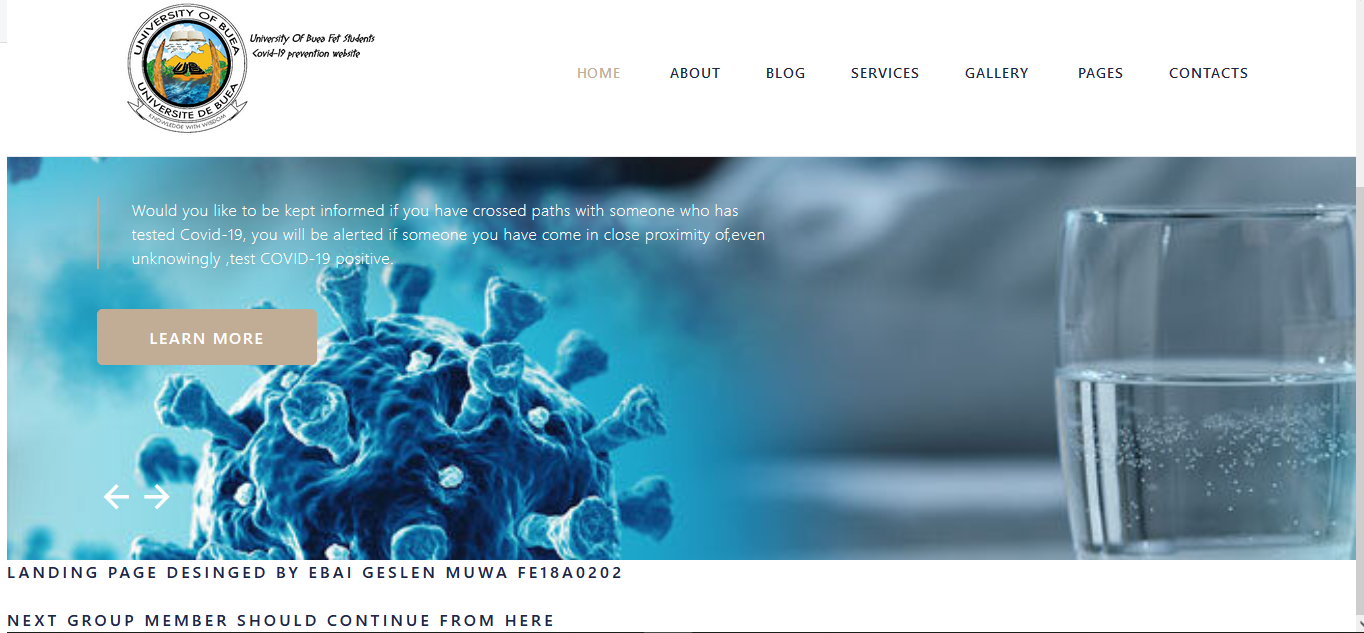 UNIVERSITY OF BUEA
UNIVERSITE DE BUEA
KNOWLEDGE WITH WISDOM
University Of Buea Fet Students
Covid-19 prevention website
HOME ABOUT BLOG SERVICES GALLERY PAGES CONTACTS
Would you like to be kept informed if you have crossed paths with someone who has
tested Covid-19, you will be alerted if someone you have come in close proximity of,even
unknowingly ,test COVID-19 positive.
LEARN MORE
LANDING PAGE DESINGED BY EBAI GESLEN MUWA FE18A0202
NEXT GROUP MEMBER SHOULD CONTINUE FROM HERE